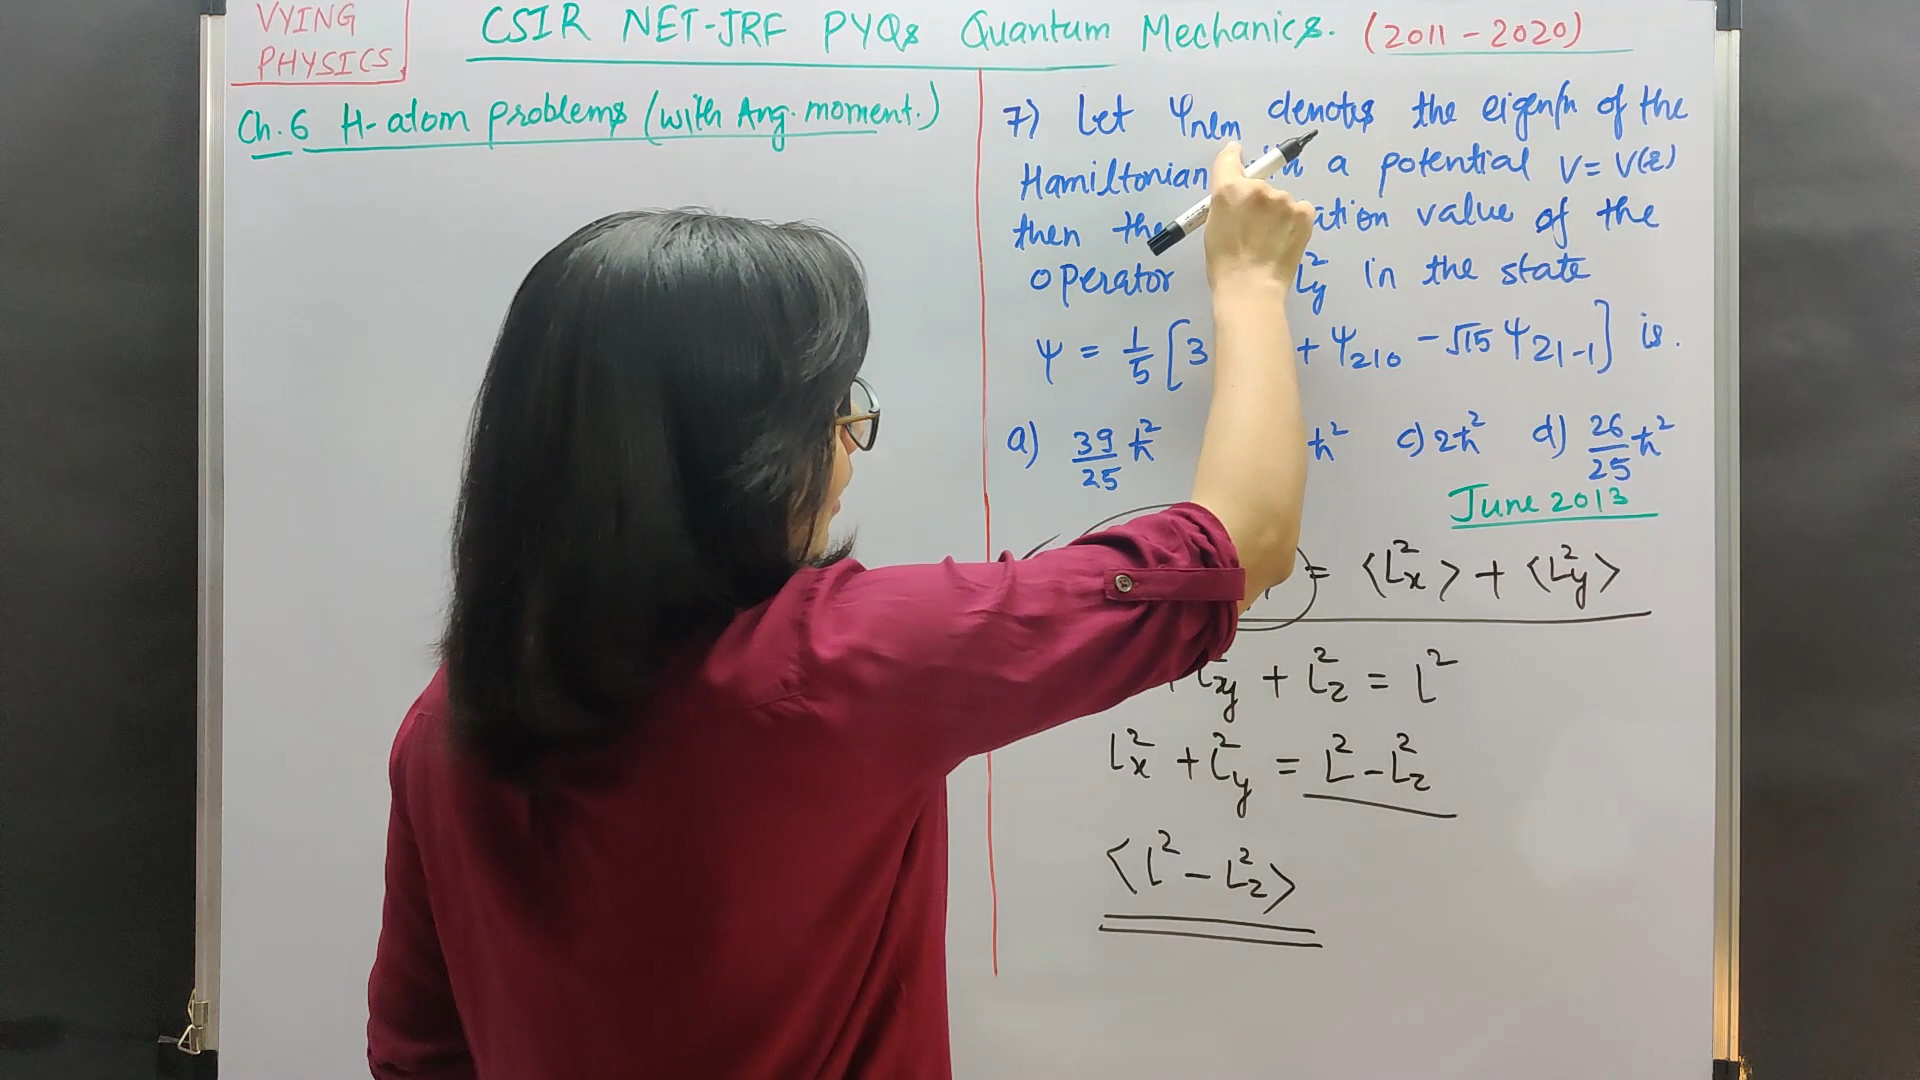 VYING
PHYSICS
CSIR NET-JRF PYQs Quantum Mechanics. (2011-2020)
Ch.6 H-atom problems (with Ang. moment.)
7) Let φnlm denotes the eigenfn of the
Hamiltonian a potential V = V(r)
then the value of the
operator L²y in the state
ψ = 1/5 [3 + ψ210 - √15 ψ21-1] is.
a) 39/25 ħ² ħ² c) 2ħ² d) 26/25 ħ²
June 2013
= <L²x> + <L²y>
+ L²z = L²
L²x + L²y = L² - L²z
<L² - L²z>